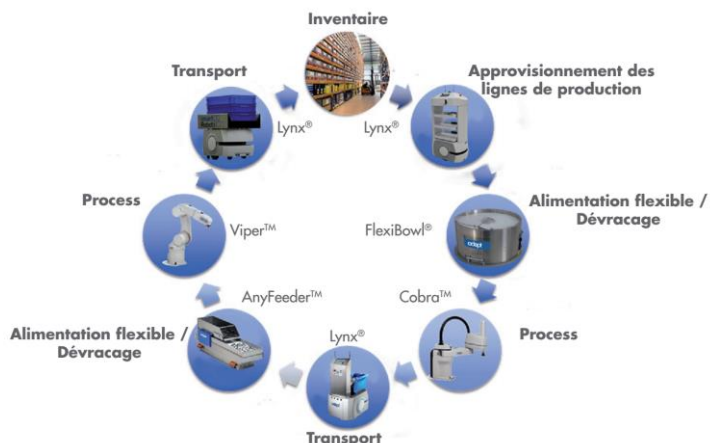 Inventaire
Transport
Approvisionnement des
lignes de production
Lynx®
Lynx®
Process
Alimentation flexible /
Dévracage
Viper™
FlexiBowl®
adept
AnyFeeder™
Cobra™
Alimentation flexible /
Dévracage
Lynx®
Process
Transport